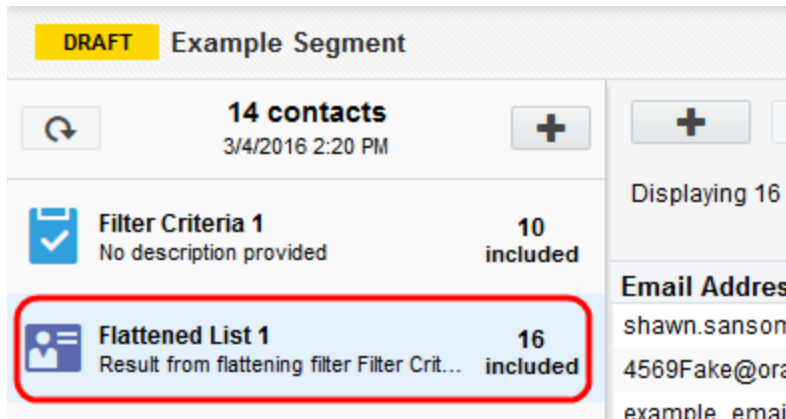 DRAFT Example Segment
14 contacts
3/4/2016 2:20 PM
Displaying 16
Filter Criteria 1
No description provided
10
included
Email Addres
Flattened List 1
Result from flattening filter Filter Crit...
16
included
shawn.sansom
4569Fake@ora
example_emai